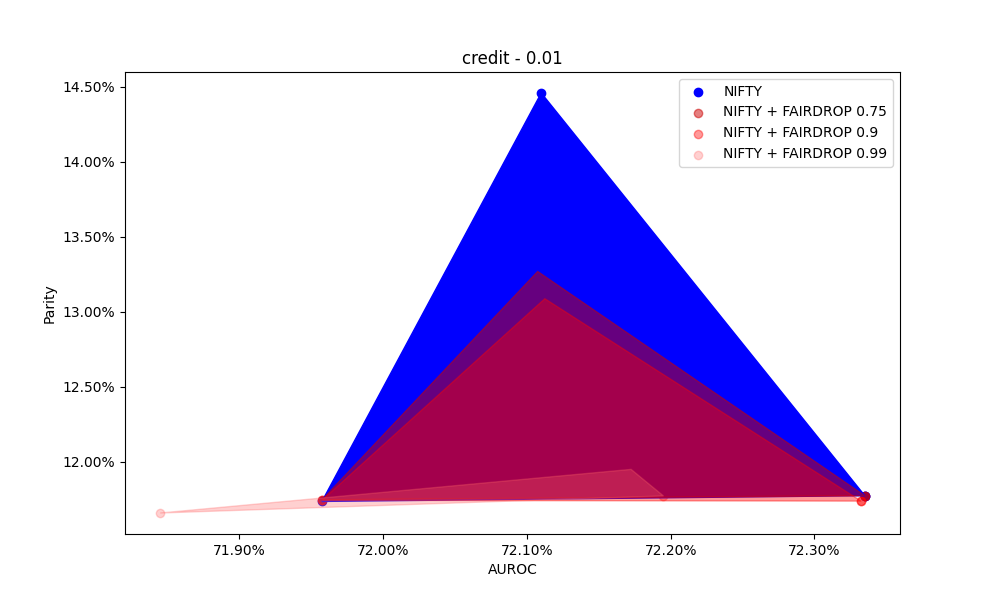 credit - 0.01
14.50%
14.00%
13.50%
13.00%
12.50%
12.00%
Parity
NIFTY
NIFTY + FAIRDROP 0.75
NIFTY + FAIRDROP 0.9
NIFTY + FAIRDROP 0.99
71.90%
72.00%
72.10%
72.20%
72.30%
AUROC